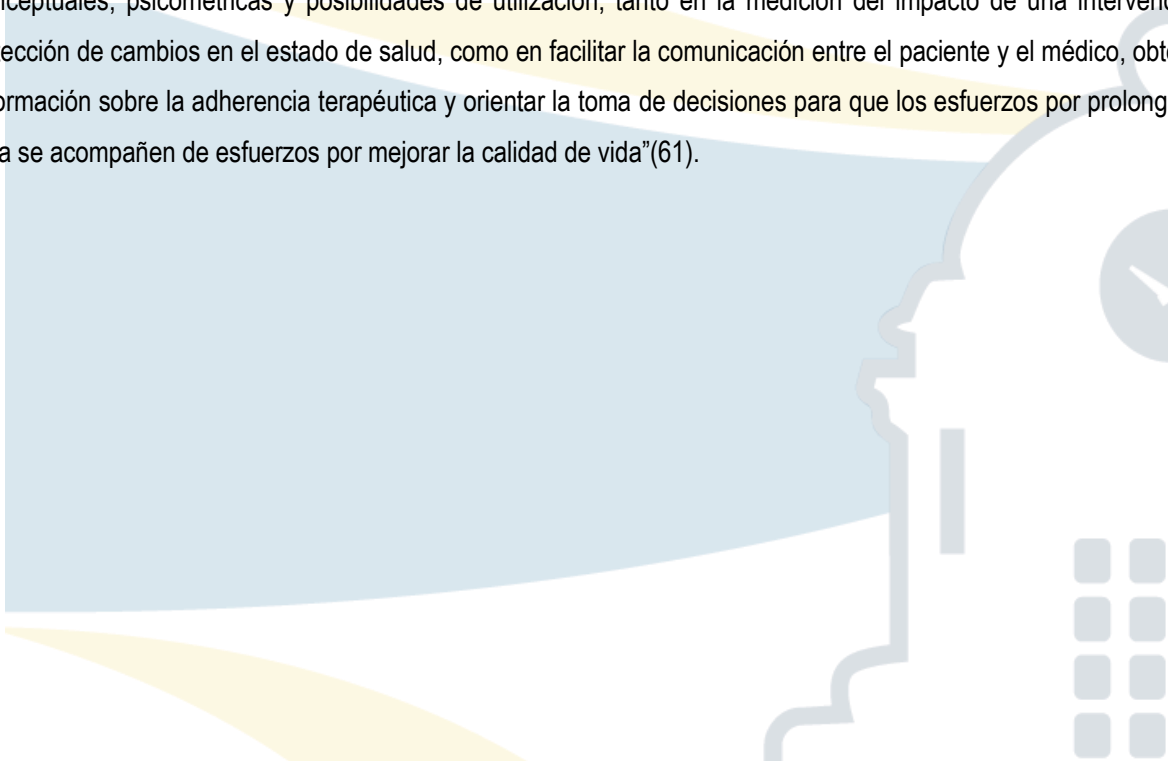 nceptuales, psicométricas y posibilidades de utilización, tanto en la medición del impacto de una intervenc
tección de cambios en el estado de salud, como en facilitar la comunicación entre el paciente y el médico, obt
ormación sobre la adherencia terapéutica y orientar la toma de decisiones para que los esfuerzos por prolong
a se acompañen de esfuerzos por mejorar la calidad de vida”(61).